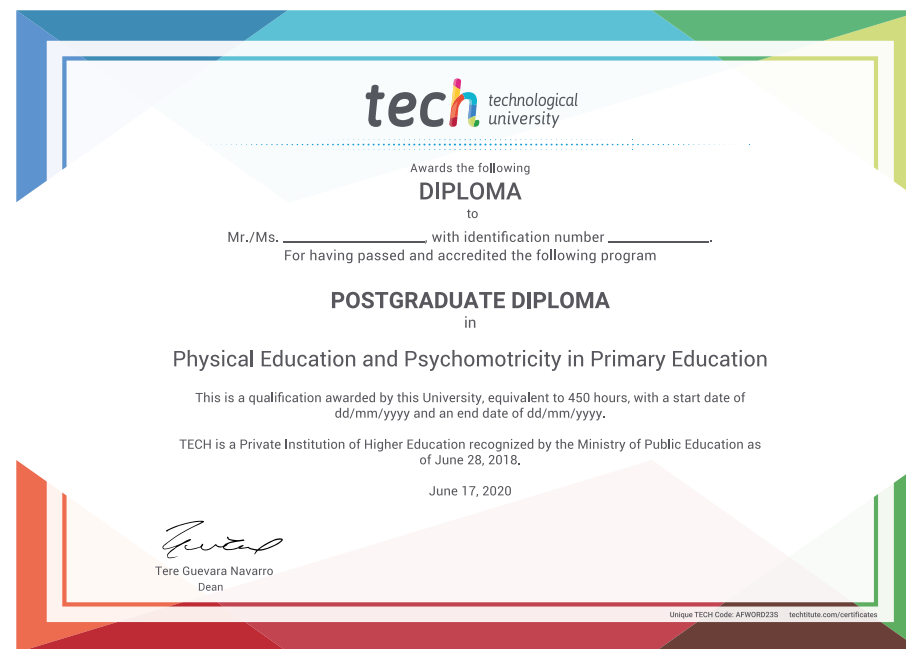 tech technological
university
Awards the following
DIPLOMA
to
Mr./Ms. ____________, with identification number ____________.
For having passed and accredited the following program
POSTGRADUATE DIPLOMA
in
Physical Education and Psychomotricity in Primary Education
This is a qualification awarded by this University, equivalent to 450 hours, with a start date of
dd/mm/yyyy and an end date of dd/mm/yyyy.
TECH is a Private Institution of Higher Education recognized by the Ministry of Public Education as
of June 28, 2018.
June 17, 2020
Tere Guevara Navarro
Dean
Unique TECH Code: AFWORD23S techtitute.com/certificates